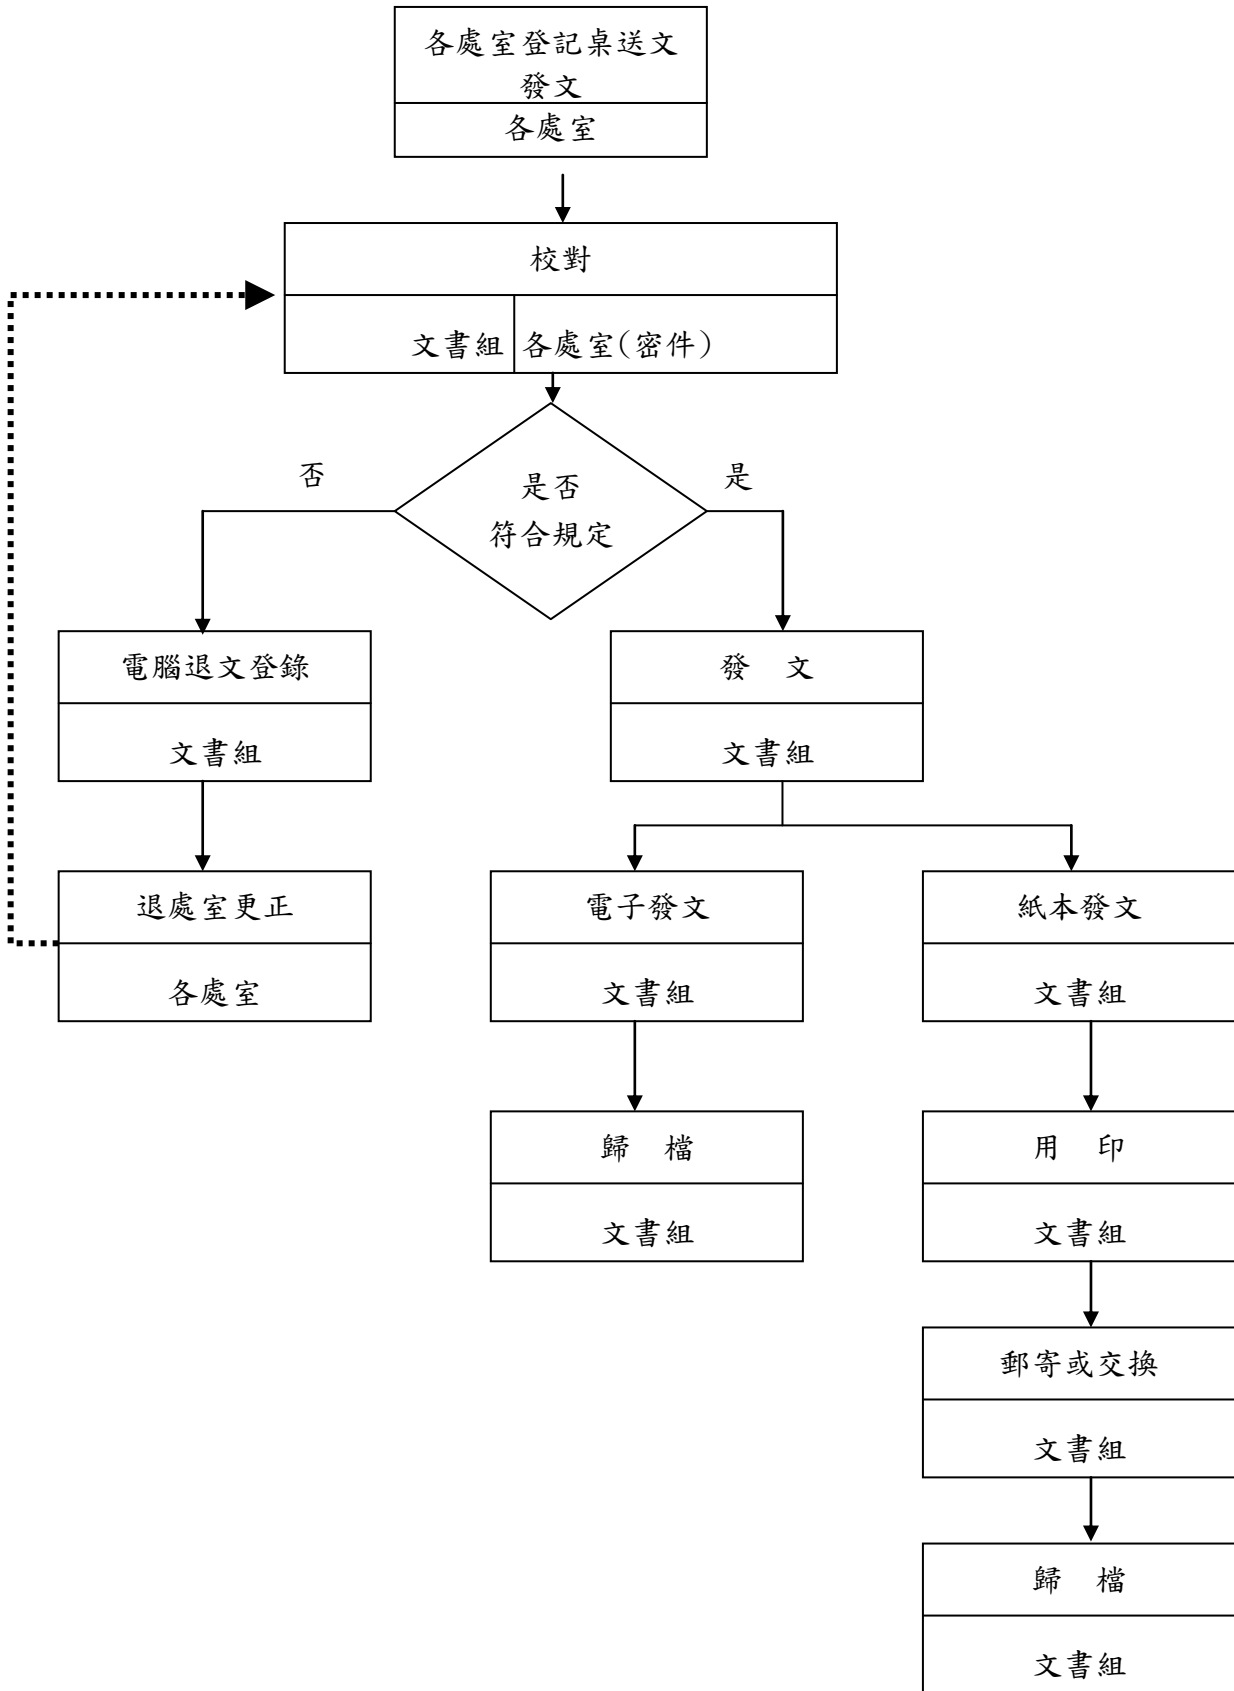 各處室登記桌送文
發文
各處室
校對
文書組 各處室(密件)
否
是
是否
符合規定
電腦退文登錄
文書組
發 文
文書組
退處室更正
各處室
電子發文
文書組
紙本發文
文書組
歸 檔
文書組
用 印
文書組
郵寄或交換
文書組
歸 檔
文書組